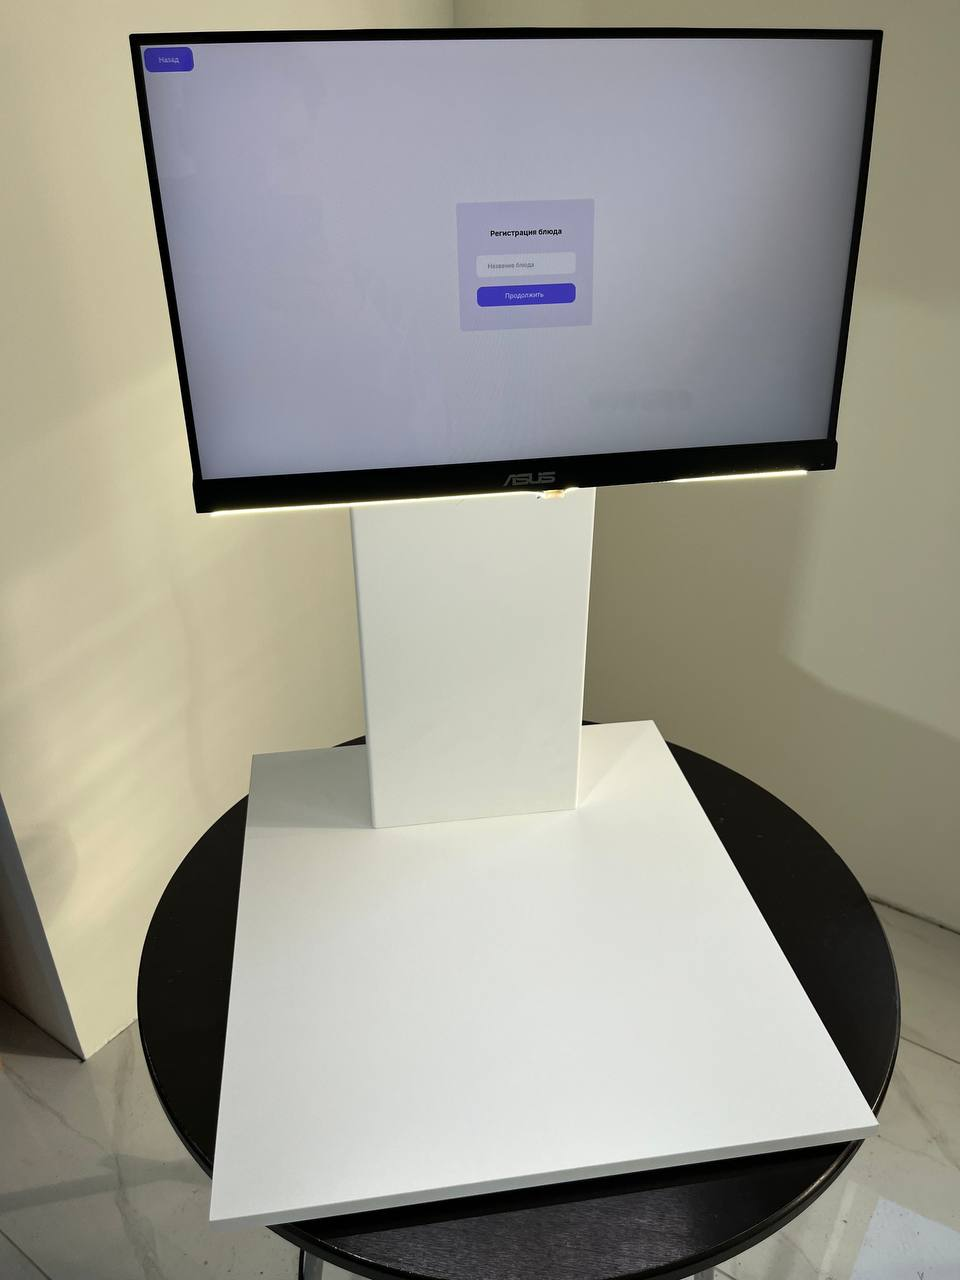 Назад
Регистрация блюда
Название блюда
Продолжить
ASUS